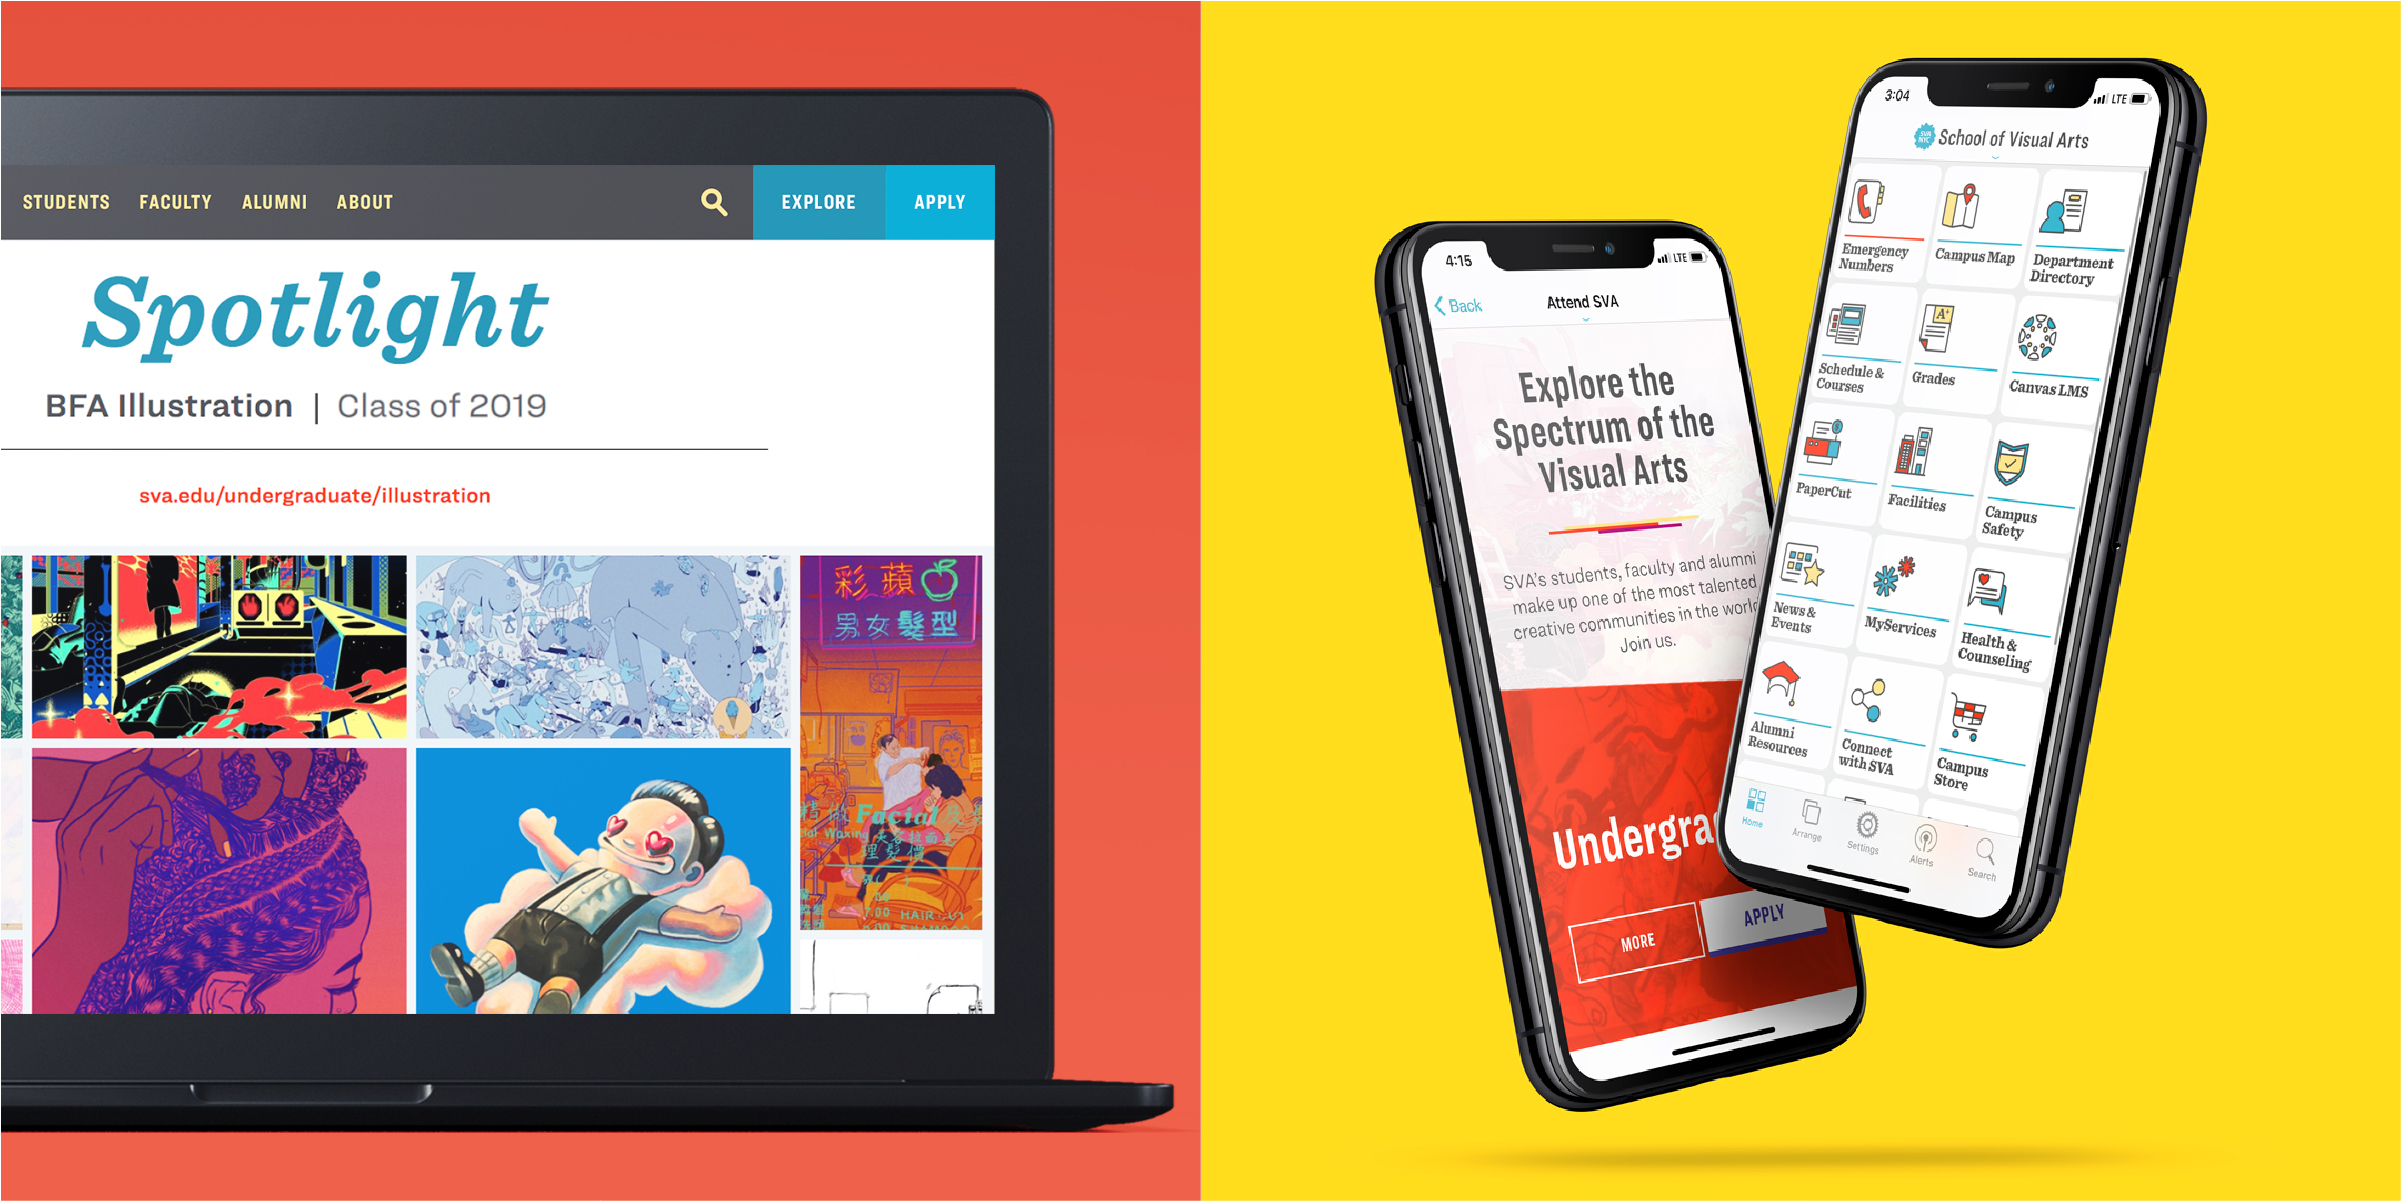 STUDENTS FACULTY ALUMNI ABOUT
EXPLORE
APPLY
Spotlight
BFA Illustration | Class of 2019
sva.edu/undergraduate/illustration
彩 蘋
男女髮型
Facial
Waxing
HAIR CUT
4:15
LTE
Back
Attend SVA
Explore the
Spectrum of the
Visual Arts
SVA's students, faculty and alumni
make up one of the most talented
creative communities in the world
Join us.
Undergra
MORE
APPLY
3:04
LTE
SVA
NYC
School of Visual Arts
Emergency
Numbers
Campus Map
Department
Directory
Schedule &
Courses
A+
Grades
Canvas LMS
PaperCut
Facilities
Campus
Safety
News &
Events
MyServices
Health &
Counseling
Alumni
Resources
Connect
with SVA
Campus
Store
Home
Arrange
Settings
Alerts
Search